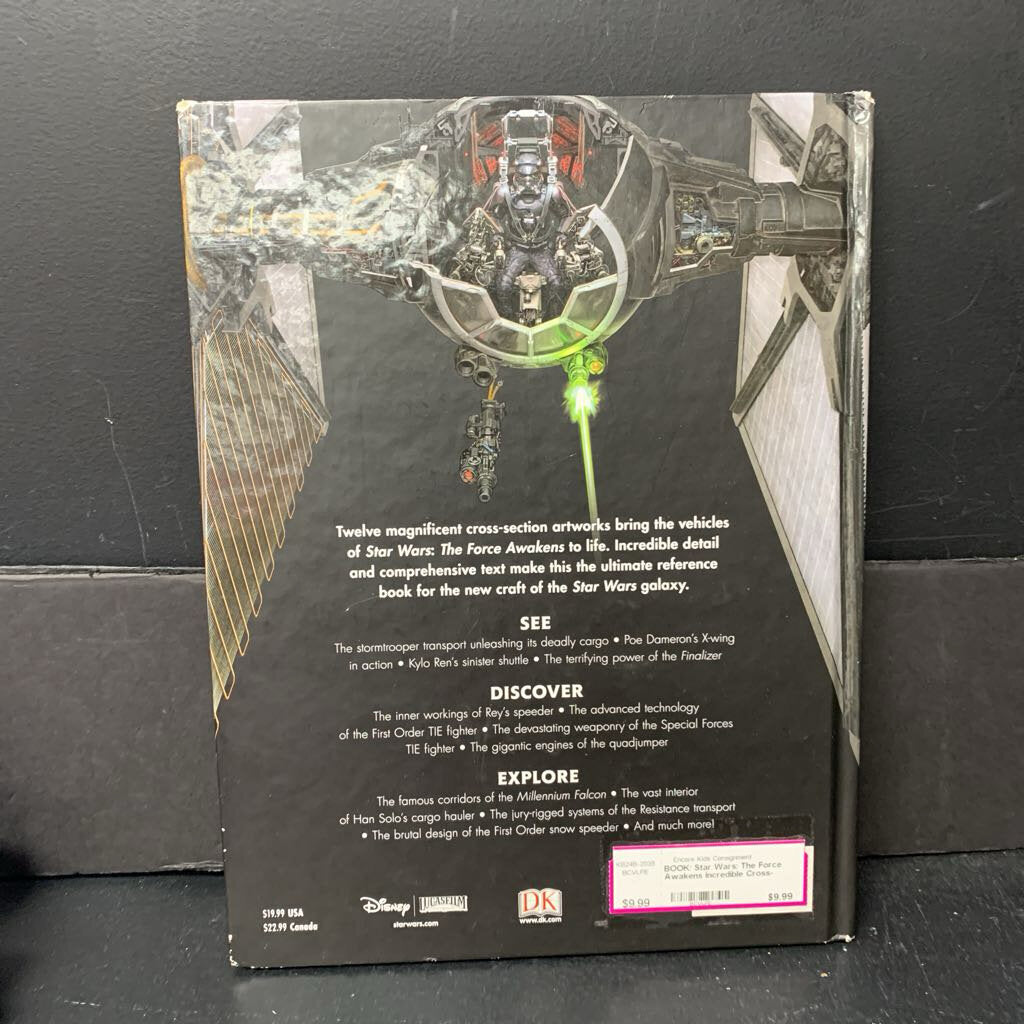 Twelve magnificent cross-section artworks bring the vehicles
of Star Wars: The Force Awakens to life. Incredible detail
and comprehensive text make this the ultimate reference
book for the new craft of the Star Wars galaxy.
SEE
The stormtrooper transport unleashing its deadly cargo • Poe Dameron's X-wing
in action • Kylo Ren's sinister shuttle • The terrifying power of the Finalizer
DISCOVER
The inner workings of Rey's speeder • The advanced technology
of the First Order TIE fighter • The devastating weaponry of the Special Forces
TIE fighter • The gigantic engines of the quadjumper
EXPLORE
The famous corridors of the Millennium Falcon • The vast interior
of Han Solo's cargo hauler • The jury-rigged systems of the Resistance transport
• The brutal design of the First Order snow speeder • And much more!
Encore Kids Consignment
BCVLPE
BOOK: Star Wars: The Force
Awakens Incredible Cross-
$9.99
$9.99
$19.99 USA
$22.99 Canada
Disney
LUCASFILM
starwars.com
DK
www.dk.com